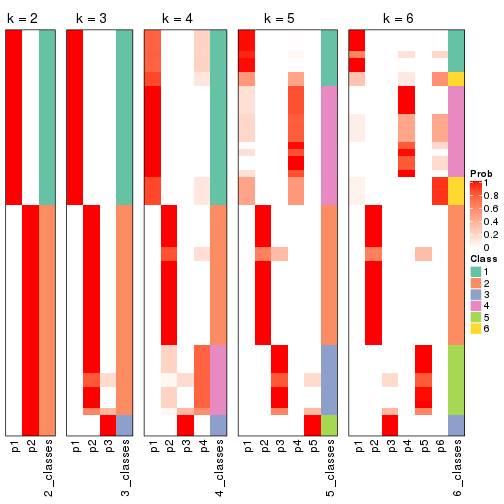 k = 2
k = 3
k = 4
k = 5
k = 6
Prob
1
0.8
0.6
0.4
0.2
0
Class
1
2
3
4
5
6
p1
p2
2_classes
p1
p2
p3
3_classes
p1
p2
p3
p4
4_classes
p1
p2
p3
p4
p5
5_classes
p1
p2
p3
p4
p5
p6
6_classes